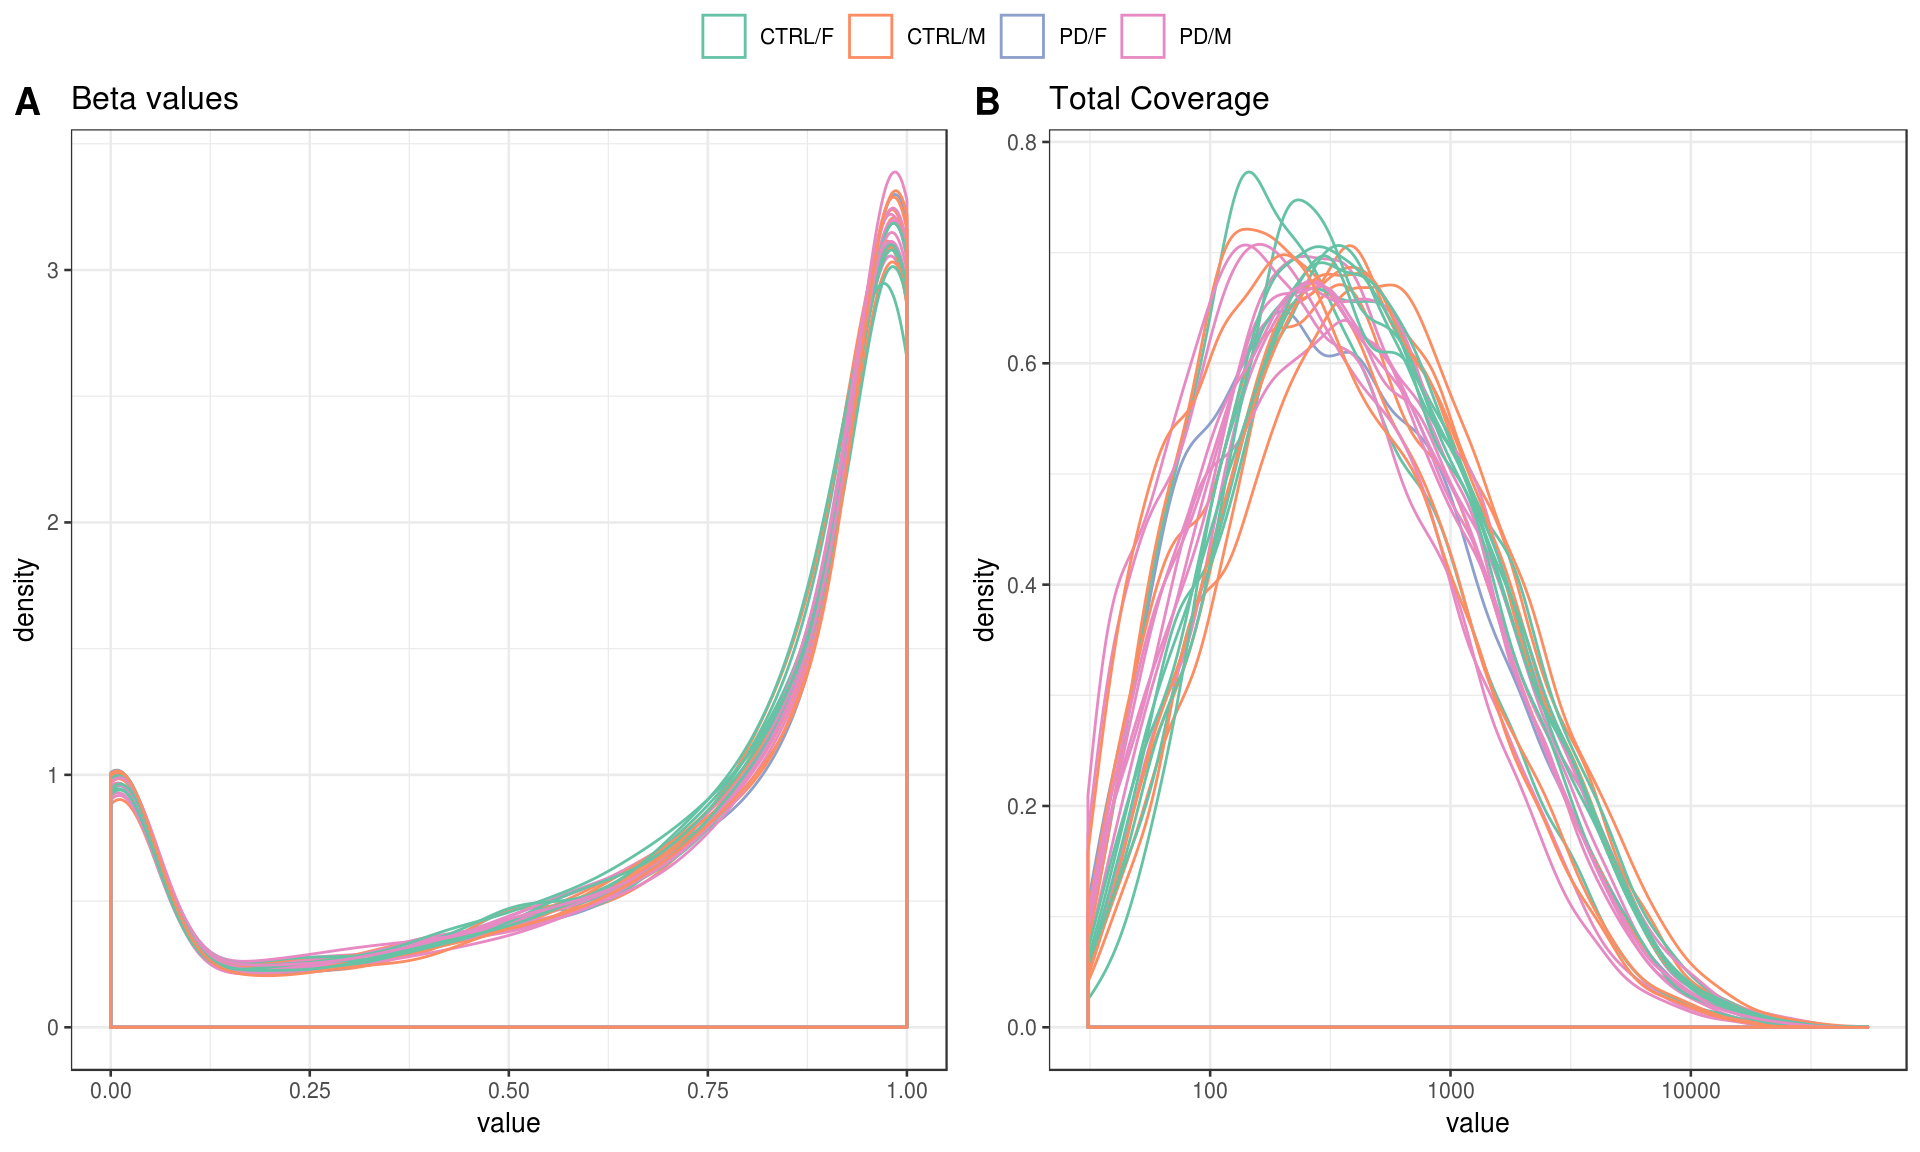 CTRL/F CTRL/M PD/F PD/M
A Beta values
B Total Coverage
density
3
2
1
0
0.00 0.25 0.50 0.75 1.00
value
density
0.8
0.6
0.4
0.2
0.0
100 1000 10000
value